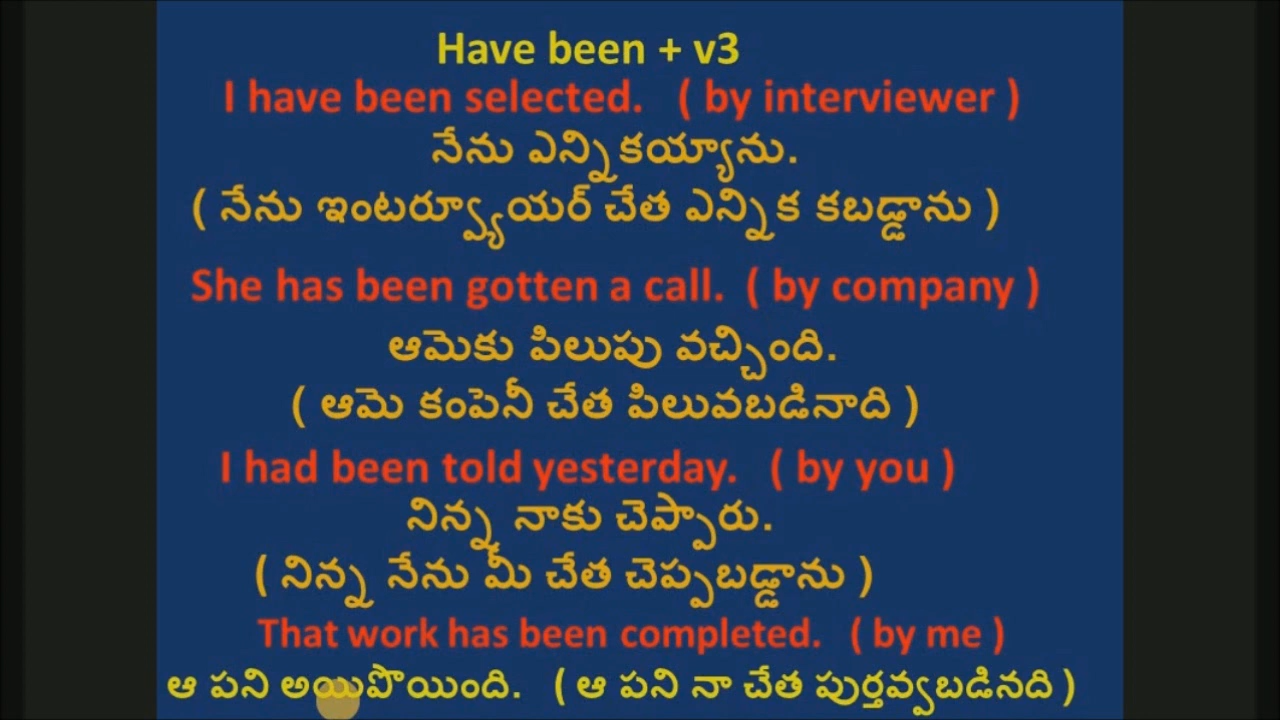 Have been + v3
I have been selected. ( by interviewer )
నేను ఎన్నికయ్యాను.
( నేను ఇంటర్వ్యూయర్ చేత ఎన్నిక కబడ్డాను )
She has been gotten a call. ( by company )
ఆమెకు పిలుపు వచ్చింది.
( ఆమె కంపెనీ చేత పిలువబడినాది )
I had been told yesterday. ( by you )
నిన్న నాకు చెప్పారు.
( నిన్న నేను మీ చేత చెప్పబడ్డాను )
That work has been completed. ( by me )
ఆ పని అయిపొయింది. ( ఆ పని నా చేత పుర్తవ్వబడినది )